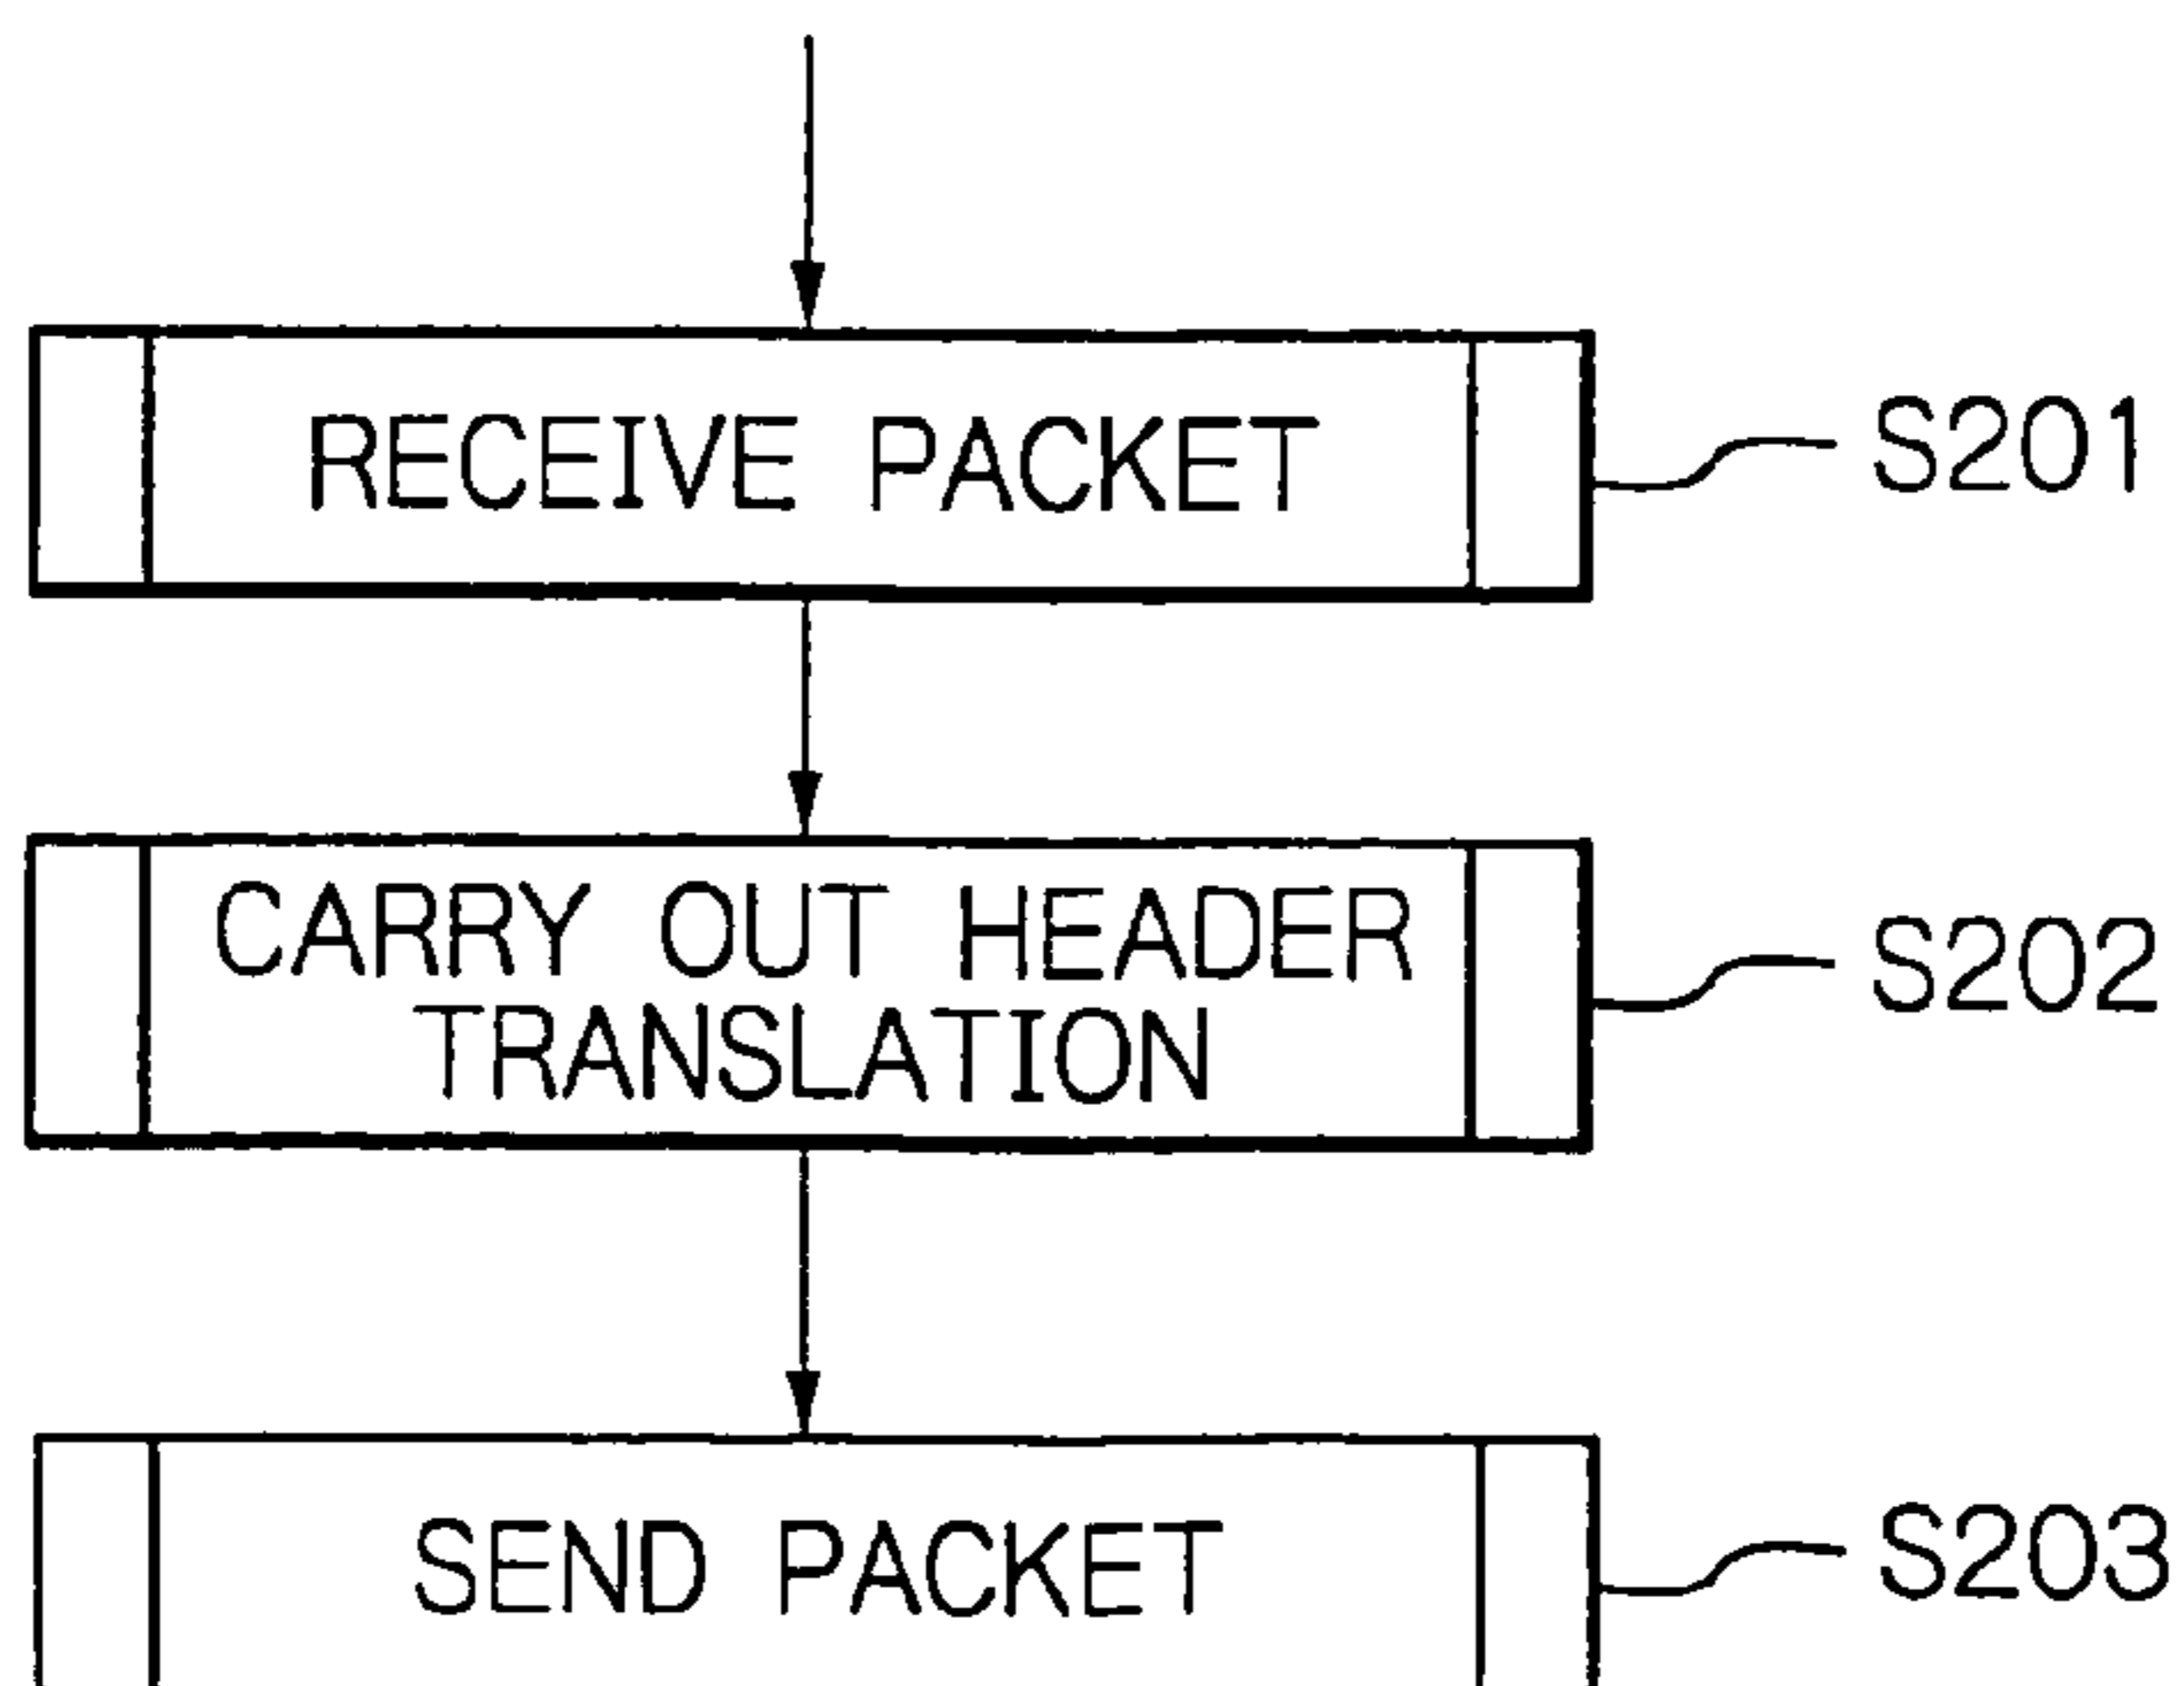 RECEIVE PACKET
S201
CARRY OUT HEADER
TRANSLATION
S202
SEND PACKET
S203